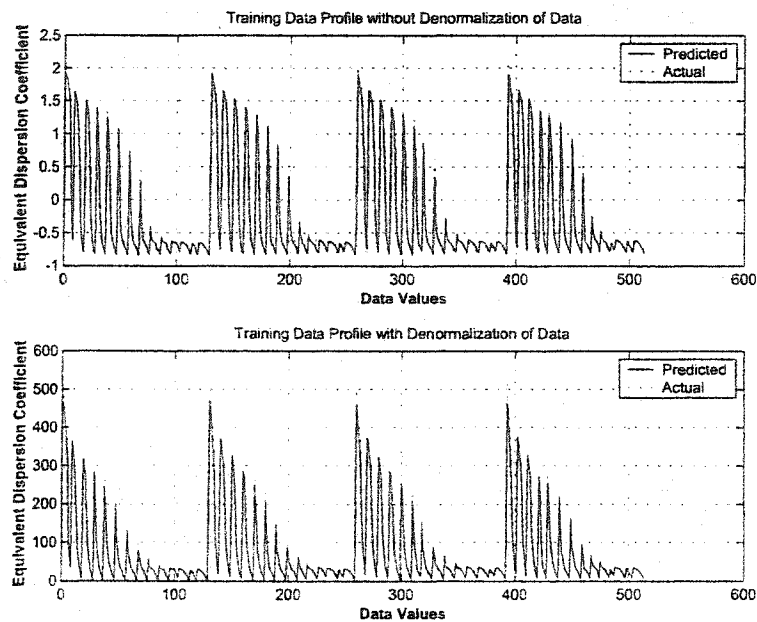 Training Data Profile without Denormalization of Data
Equivalent Dispersion Coefficient
2.5
2
1.5
1
0.5
0
-0.5
-1
Predicted
Actual
0 100 200 300 400 500 600
Data Values
Training Data Profile with Denormalization of Data
Equivalent Dispersion Coefficient
600
500
400
300
200
100
0
Predicted
Actual
0 100 200 300 400 500 600
Data Values